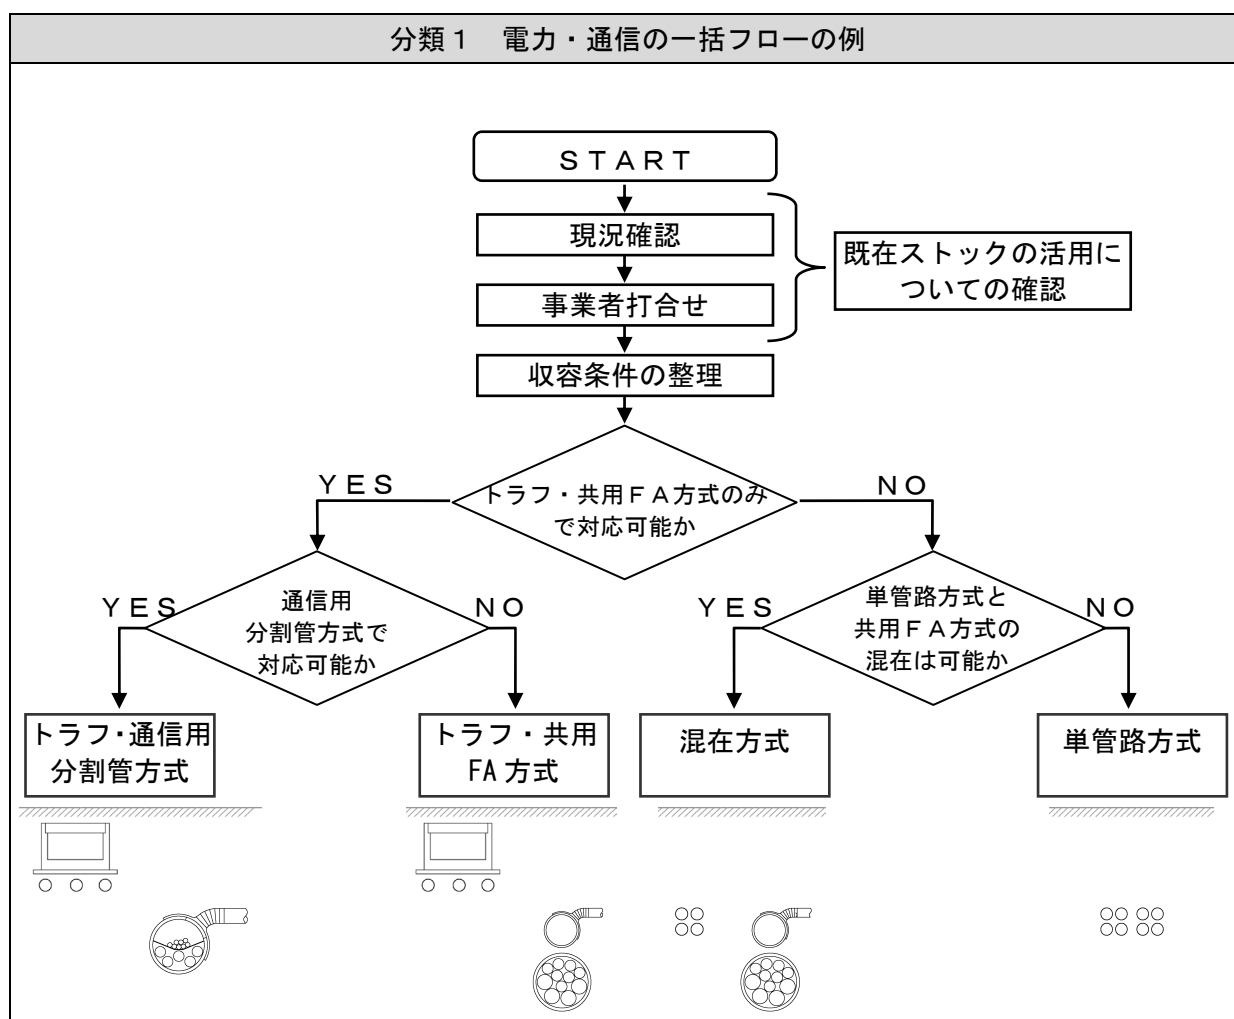 分類１　電力・通信の一括フローの例
ＳＴＡＲＴ
現況確認
事業者打合せ
既存ストックの活用に
ついての確認
収容条件の整理
トラフ・共用ＦＡ方式のみ
で対応可能か
ＹＥＳ
ＮＯ
通信用
分割管方式で
対応可能か
ＹＥＳ
ＮＯ
単管路方式と
共用ＦＡ方式の
混在は可能か
ＹＥＳ
ＮＯ
トラフ・通信用
分割管方式
トラフ・共用
FA 方式
混在方式
単管路方式